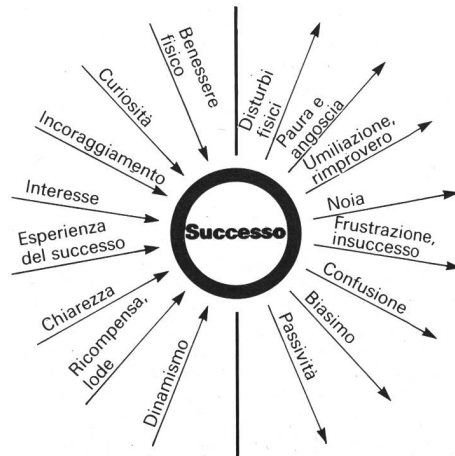 Benessere
fisico
Curiosità
Incoraggiamento
Interesse
Esperienza
del successo
Chiarezza
Ricompensa,
lode
Dinamismo
Successo
Disturbi
fisici
Paura e
angoscia
Umiliazione,
rimprovero
Noia
Frustrazione,
insuccesso
Confusione
Biasimo
Passività